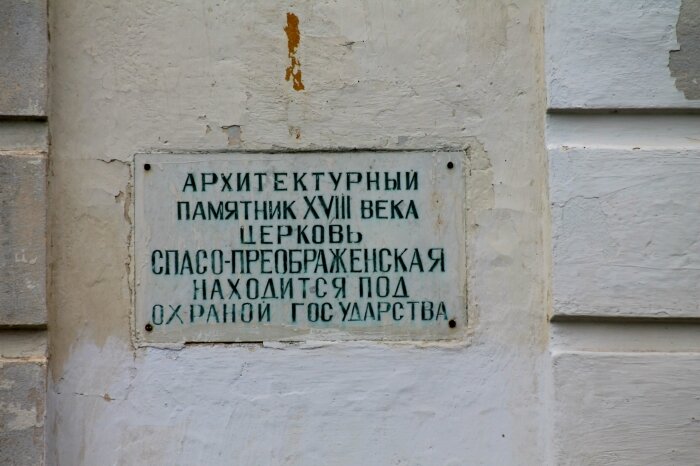 АРХИТЕКТУРНЫЙ
ПАМЯТНИК XVIII ВЕКА
ЦЕРКОВЬ
СПАСО-ПРЕОБРАЖЕНСКАЯ
НАХОДИТСЯ ПОД
ОХРАНОЙ ГОСУДАРСТВА